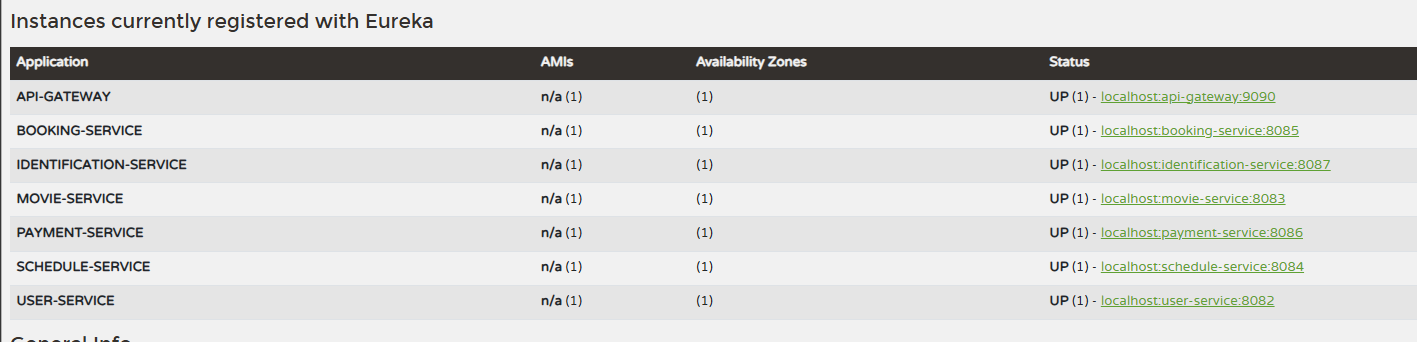 Instances currently registered with Eureka
Application AMIs Availability Zones Status
API-GATEWAY n/a (1) (1) UP (1) - localhost:api-gateway:9090
BOOKING-SERVICE n/a (1) (1) UP (1) - localhost:booking-service:8085
IDENTIFICATION-SERVICE n/a (1) (1) UP (1) - localhost:identification-service:8087
MOVIE-SERVICE n/a (1) (1) UP (1) - localhost:movie-service:8083
PAYMENT-SERVICE n/a (1) (1) UP (1) - localhost:payment-service:8086
SCHEDULE-SERVICE n/a (1) (1) UP (1) - localhost:schedule-service:8084
USER-SERVICE n/a (1) (1) UP (1) - localhost:user-service:8082
General Info